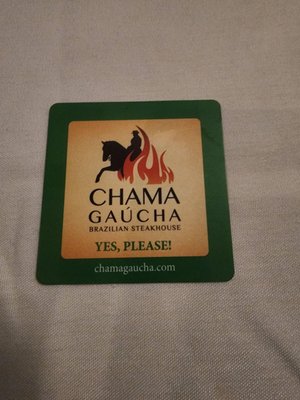 CHAMA
GAÚCHA
BRAZILIAN STEAKHOUSE
YES, PLEASE!
chamagaucha.com